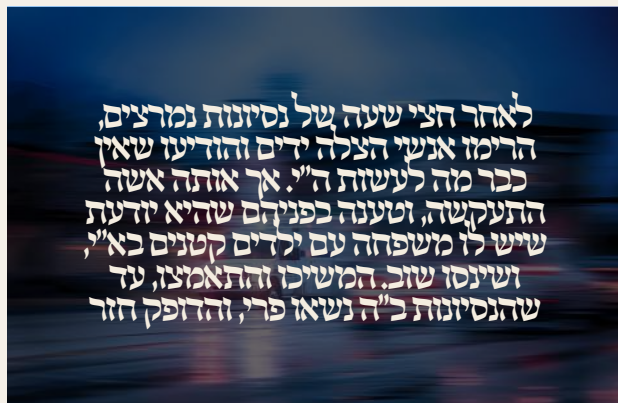 לאחר חצי שעה של נסיונות נמרצים,
הרימו אנשי הצלה ידים והודיעו שאין
כבר מה לעשות ה"י. אך אותה אשה
התעקשה, וטענה בפניהם שהיא יודעת
שיש לו משפחה עם ילדים קטנים בא"י,
ושינסו שוב. המשיכו והתאמצו, עד
שהנסיונות ב"ה נשאו פרי, והדופק חזר